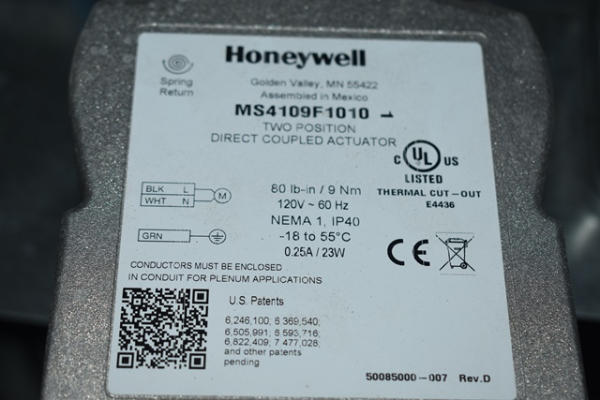 Honeywell
Spring
Return
Golden Valley, MN 55422
Assembled in Mexico
MS4109F1010
TWO POSITION
DIRECT COUPLED ACTUATOR
C UL US
LISTED
THERMAL CUT-OUT
E4436
BLK L
WHT N
M
80 lb-in / 9 Nm
120V ~ 60 Hz
NEMA 1, IP40
-18 to 55°C
0.25A / 23W
GRN
CE
CONDUCTORS MUST BE ENCLOSED
IN CONDUIT FOR PLENUM APPLICATIONS
U.S. Patents
6,246,100; 6,369,540;
6,505,991; 6,593,716;
6,822,409; 7,477,028;
and other patents
pending
50085000-007 Rev.D